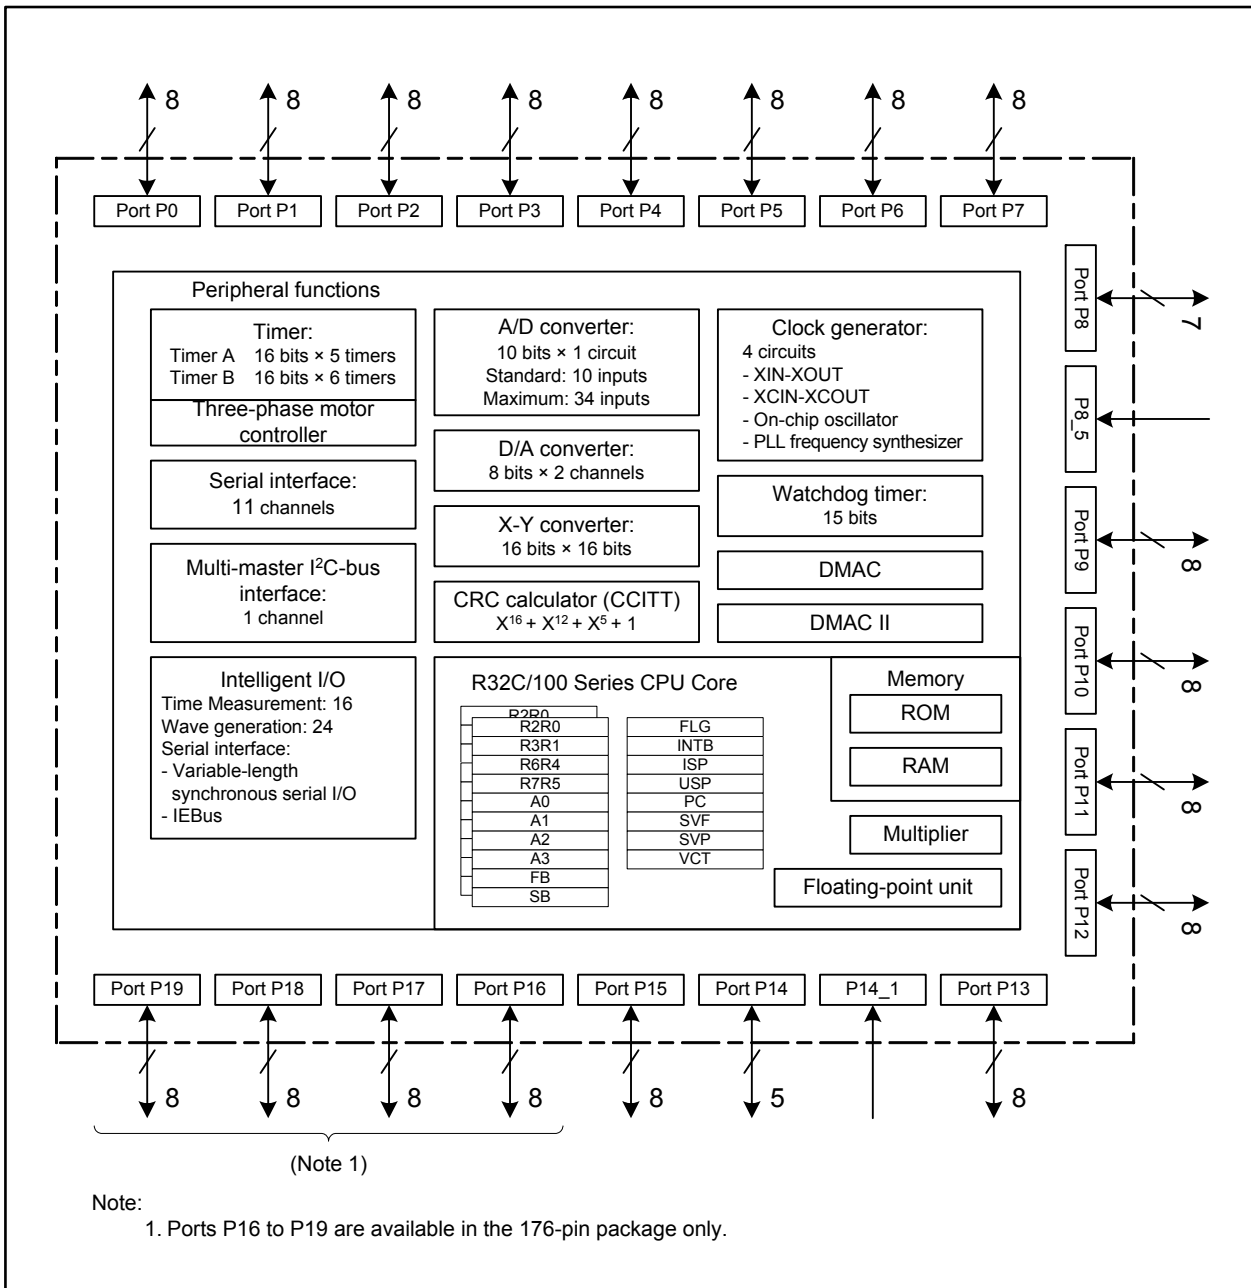 8 8 8 8 8 8 8 8
Port P0 Port P1 Port P2 Port P3 Port P4 Port P5 Port P6 Port P7
Port P8
7
P8_5
Port P9
8
Port P10
8
Port P11
8
Port P12
8
Peripheral functions
Timer:
Timer A 16 bits × 5 timers
Timer B 16 bits × 6 timers
Three-phase motor
controller
Serial interface:
11 channels
Multi-master I²C-bus
interface:
1 channel
Intelligent I/O
Time Measurement: 16
Wave generation: 24
Serial interface:
- Variable-length
synchronous serial I/O
- IEBus
A/D converter:
10 bits × 1 circuit
Standard: 10 inputs
Maximum: 34 inputs
D/A converter:
8 bits × 2 channels
X-Y converter:
16 bits × 16 bits
CRC calculator (CCITT)
X¹⁶ + X¹² + X⁵ + 1
Clock generator:
4 circuits
- XIN-XOUT
- XCIN-XCOUT
- On-chip oscillator
- PLL frequency synthesizer
Watchdog timer:
15 bits
DMAC
DMAC II
R32C/100 Series CPU Core
R2R0
R2R0
R3R1
R6R4
R7R5
A0
A1
A2
A3
FB
SB
FLG
INTB
ISP
USP
PC
SVF
SVP
VCT
Memory
ROM
RAM
Multiplier
Floating-point unit
Port P19 Port P18 Port P17 Port P16 Port P15 Port P14 P14_1 Port P13
8 8 8 8 8 5 8
(Note 1)
Note:
1. Ports P16 to P19 are available in the 176-pin package only.